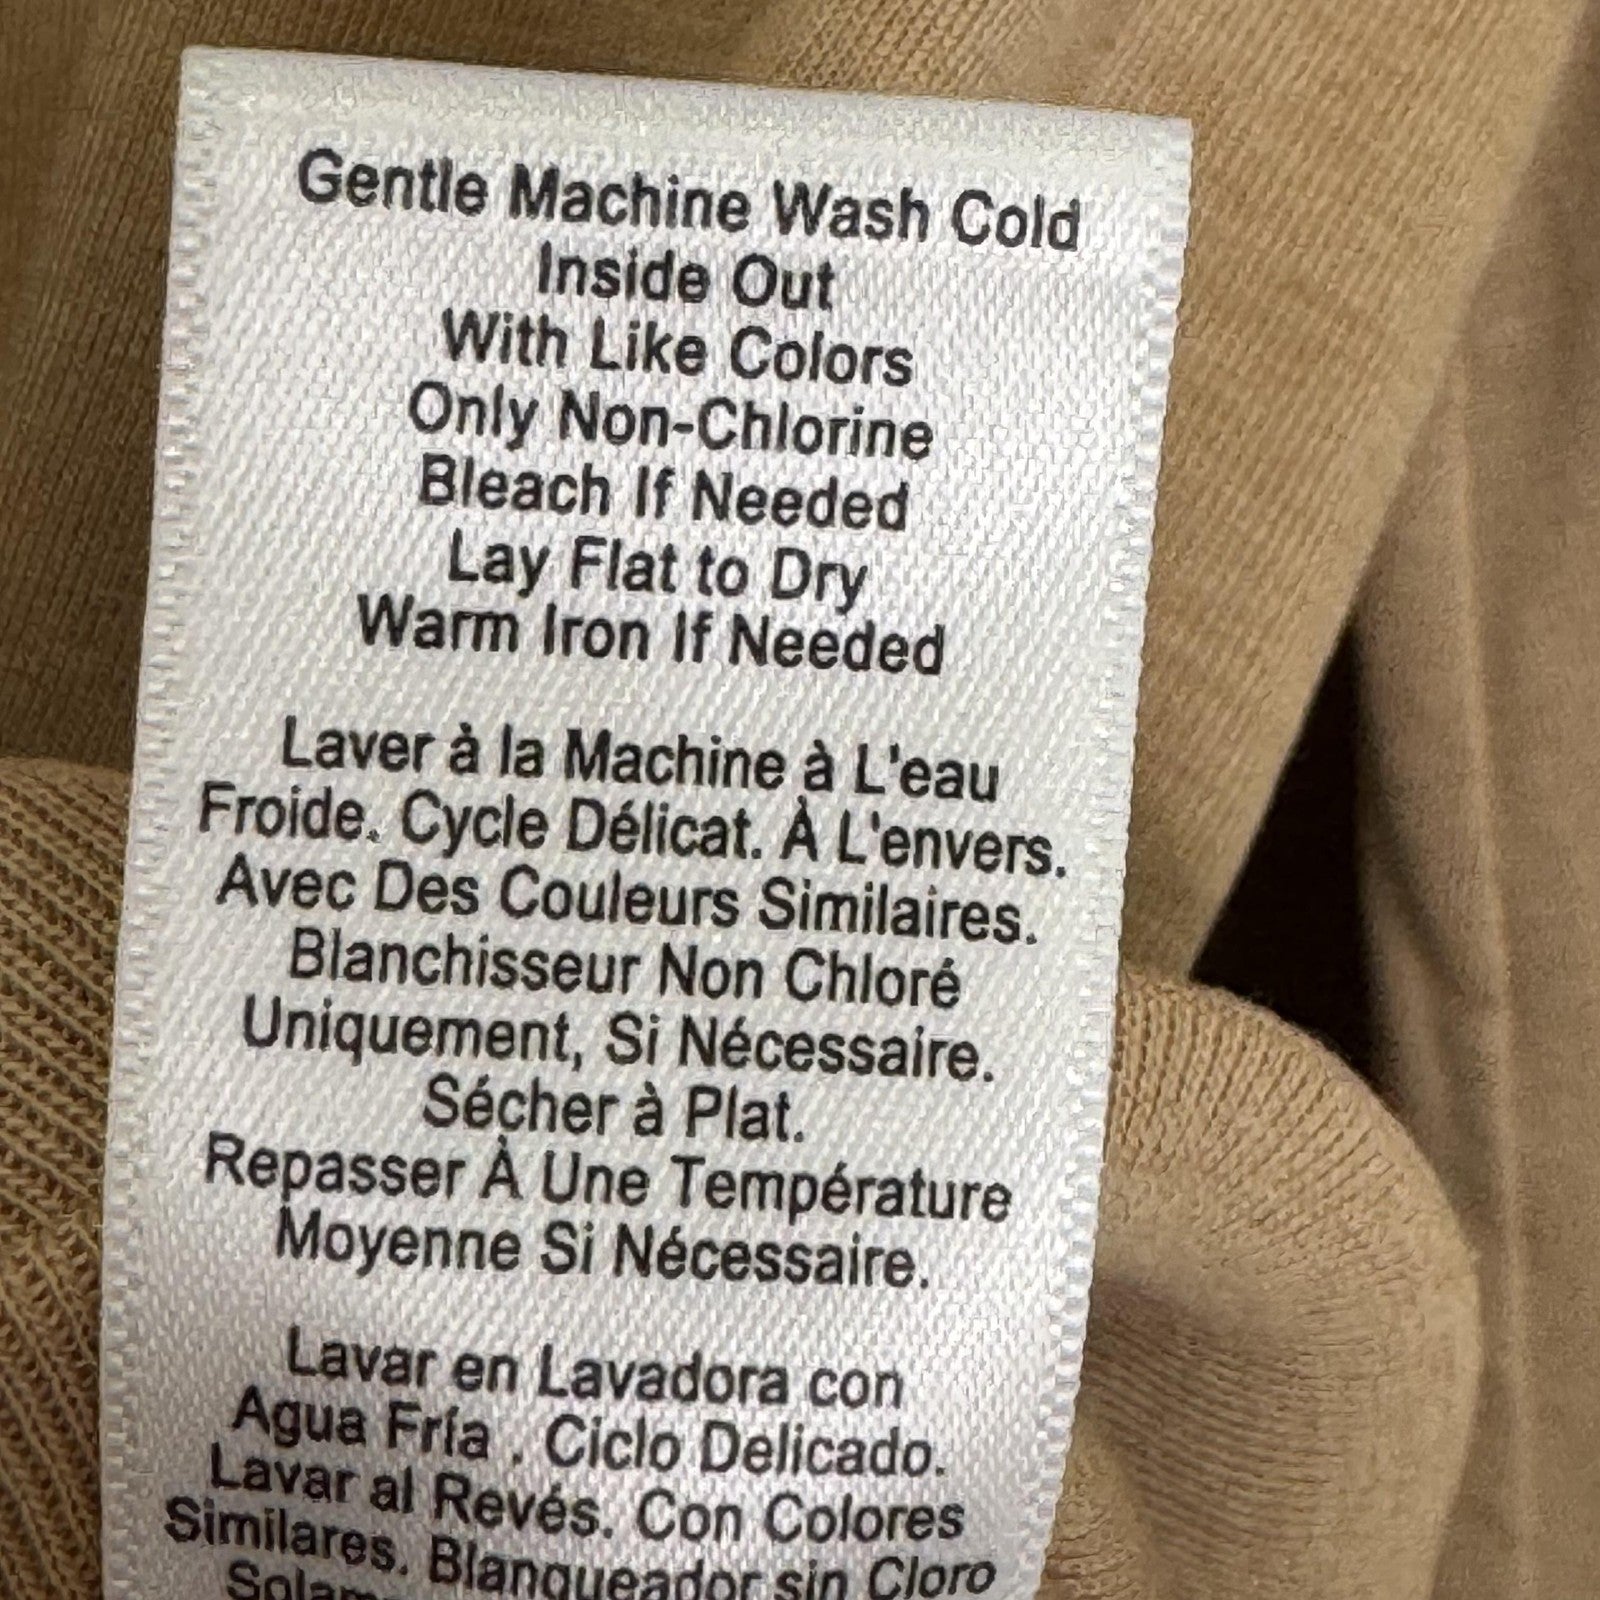 Gentle Machine Wash Cold
Inside Out
With Like Colors
Only Non-Chlorine
Bleach If Needed
Lay Flat to Dry
Warm Iron If Needed
Laver à la Machine à L'eau
Froide. Cycle Délicat. À L'envers.
Avec Des Couleurs Similaires.
Blanchisseur Non Chloré
Uniquement, Si Nécessaire.
Sécher à Plat.
Repasser À Une Température
Moyenne Si Nécessaire.
Lavar en Lavadora con
Agua Fría . Ciclo Delicado.
Lavar al Revés. Con Colores
Similares. Blanqueador sin Cloro